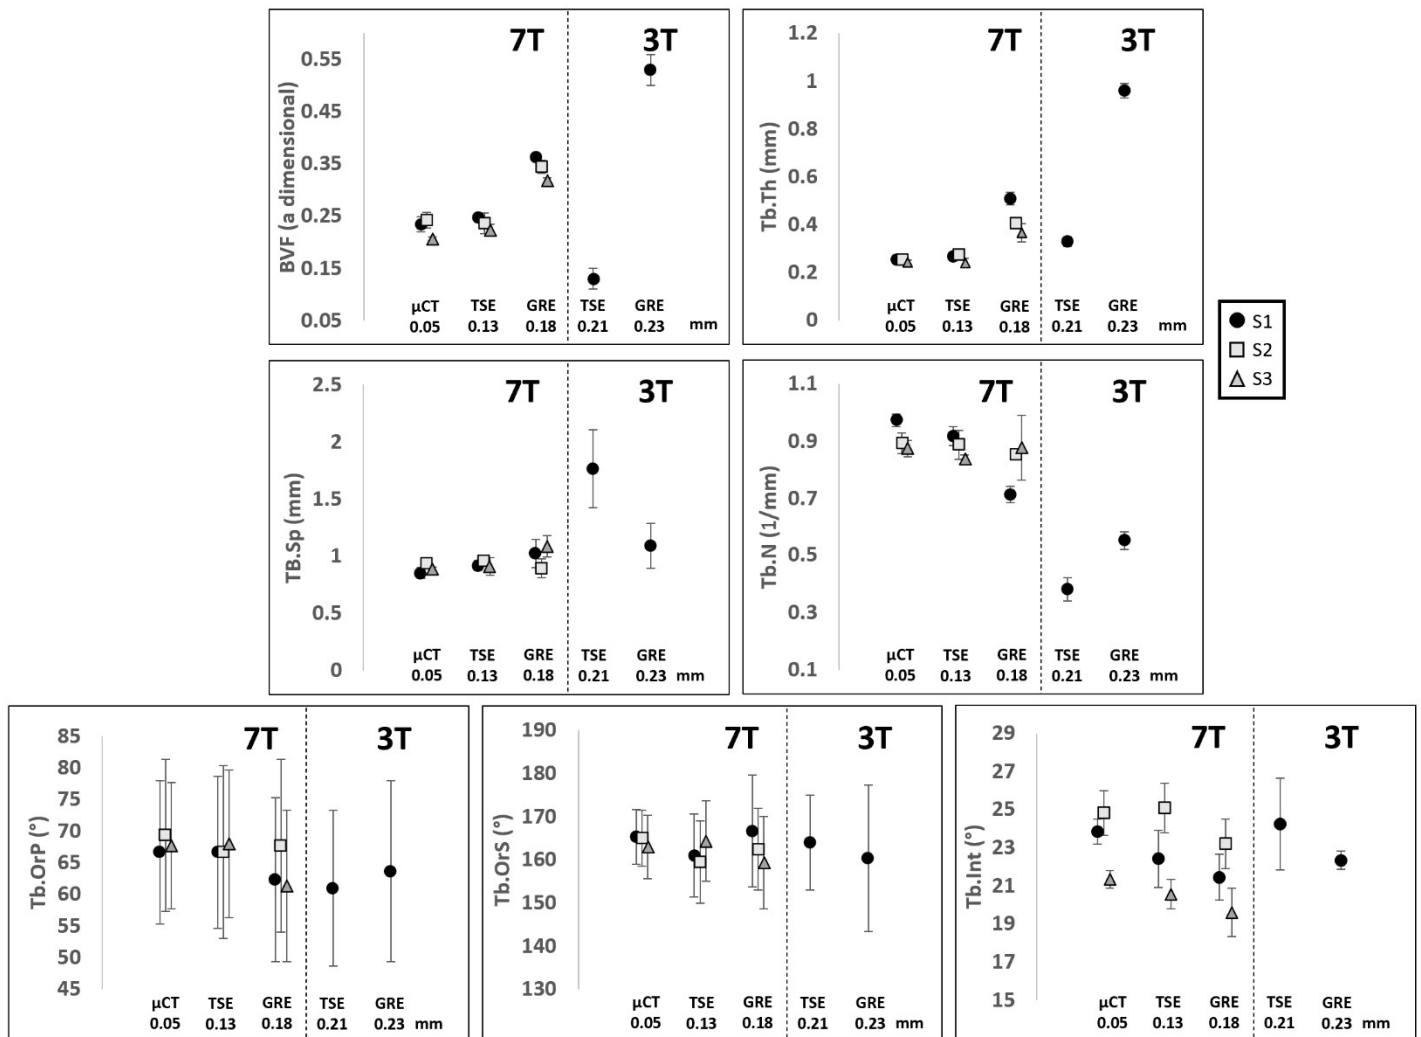 7T 3T
BVF (a dimensional)
0.55
0.45
0.35
0.25
0.15
0.05
µCT TSE GRE TSE GRE
0.05 0.13 0.18 0.21 0.23 mm
7T 3T
Tb.Th (mm)
1.2
1
0.8
0.6
0.4
0.2
0
µCT TSE GRE TSE GRE
0.05 0.13 0.18 0.21 0.23 mm
S1
S2
S3
7T 3T
TB.Sp (mm)
2.5
2
1.5
1
0.5
0
µCT TSE GRE TSE GRE
0.05 0.13 0.18 0.21 0.23 mm
7T 3T
Tb.N (1/mm)
1.1
0.9
0.7
0.5
0.3
0.1
µCT TSE GRE TSE GRE
0.05 0.13 0.18 0.21 0.23 mm
7T 3T
Tb.OrP (°)
85
80
75
70
65
60
55
50
45
µCT TSE GRE TSE GRE
0.05 0.13 0.18 0.21 0.23 mm
7T 3T
Tb.OrS (°)
190
180
170
160
150
140
130
µCT TSE GRE TSE GRE
0.05 0.13 0.18 0.21 0.23 mm
7T 3T
Tb.Int (°)
29
27
25
23
21
19
17
15
µCT TSE GRE TSE GRE
0.05 0.13 0.18 0.21 0.23 mm